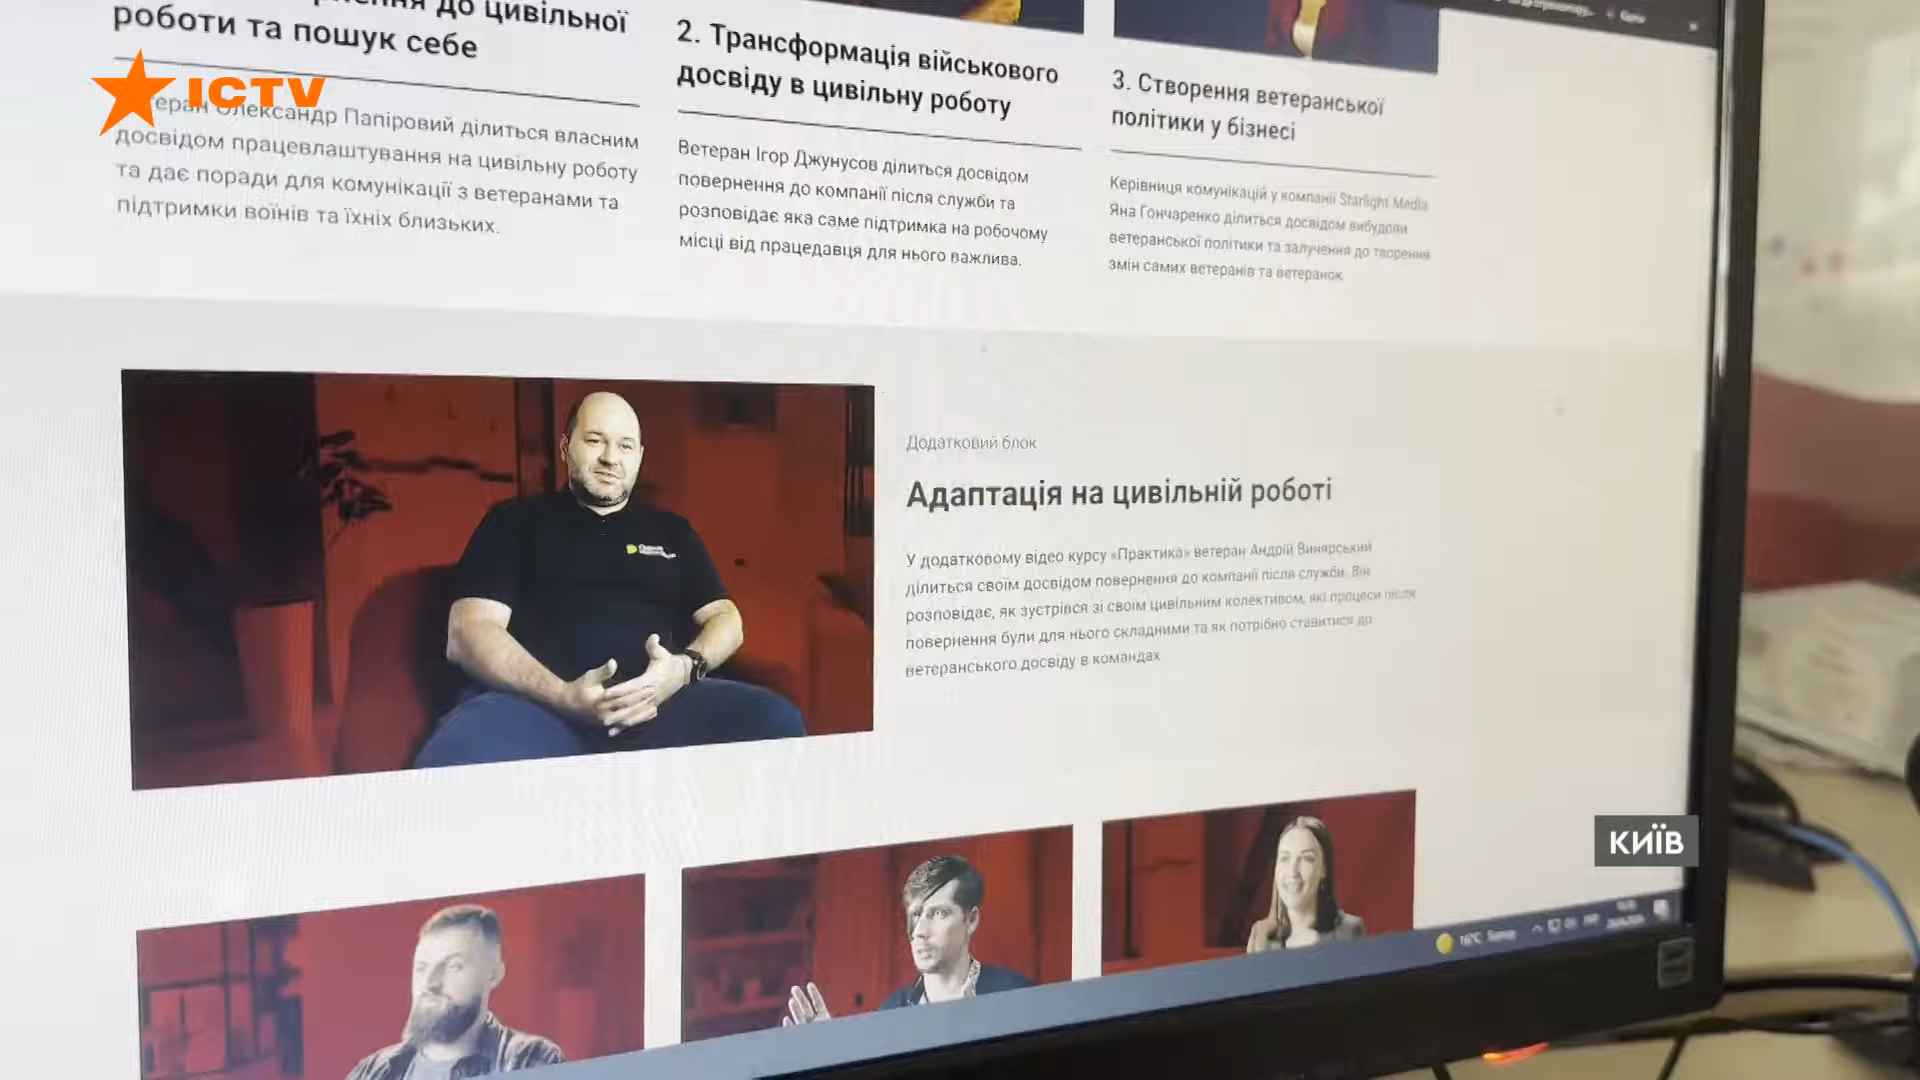 до цивільної
роботи та пошук себе
ICTV
Олександр Папіровий ділиться власним
досвідом працевлаштування на цивільну роботу
та дає поради для комунікації з ветеранами та
підтримки воїнів та їхніх близьких.
2. Трансформація військового
досвіду в цивільну роботу
Ветеран Ігор Джунусов ділиться досвідом
повернення до компанії після служби та
розповідає яка саме підтримка на робочому
місці від працедавця для нього важлива.
3. Створення ветеранської
політики у бізнесі
Керівниця комунікацій у компанії Starlight Media
Яна Гончаренко ділиться досвідом вибудови
ветеранської політики та залучення до творення
змін самих ветеранів та ветеранок
Додатковий блок
Адаптація на цивільній роботі
У додатковому відео курсу «Практика» ветеран Андрій Винярський
ділиться своїм досвідом повернення до компанії після служби. Він
розповідає, як зустрівся зі своїм цивільним колективом, які процеси після
повернення були для нього складними та як потрібно ставитися до
ветеранського досвіду в командах
КИЇВ
16°C